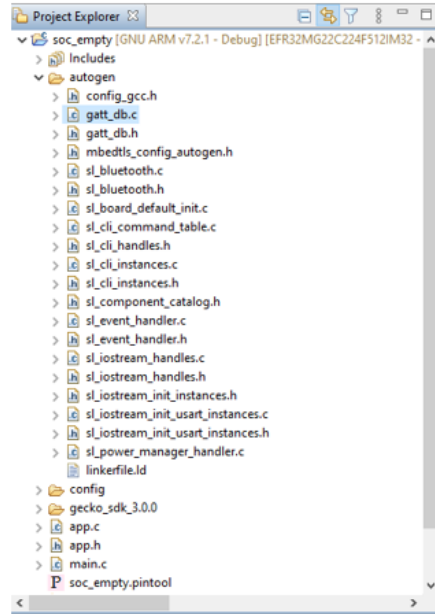 Project Explorer
soc_empty [GNU ARM v7.2.1 - Debug] [EFR32MG22C224F512IM32 -
Includes
autogen
config_gcc.h
gatt_db.c
gatt_db.h
mbedtls_config_autogen.h
sl_bluetooth.c
sl_bluetooth.h
sl_board_default_init.c
sl_cli_command_table.c
sl_cli_handles.h
sl_cli_instances.c
sl_cli_instances.h
sl_component_catalog.h
sl_event_handler.c
sl_event_handler.h
sl_iostream_handles.c
sl_iostream_handles.h
sl_iostream_init_instances.h
sl_iostream_init_usart_instances.c
sl_iostream_init_usart_instances.h
sl_power_manager_handler.c
linkerfile.ld
config
gecko_sdk_3.0.0
app.c
app.h
main.c
soc_empty.pintool